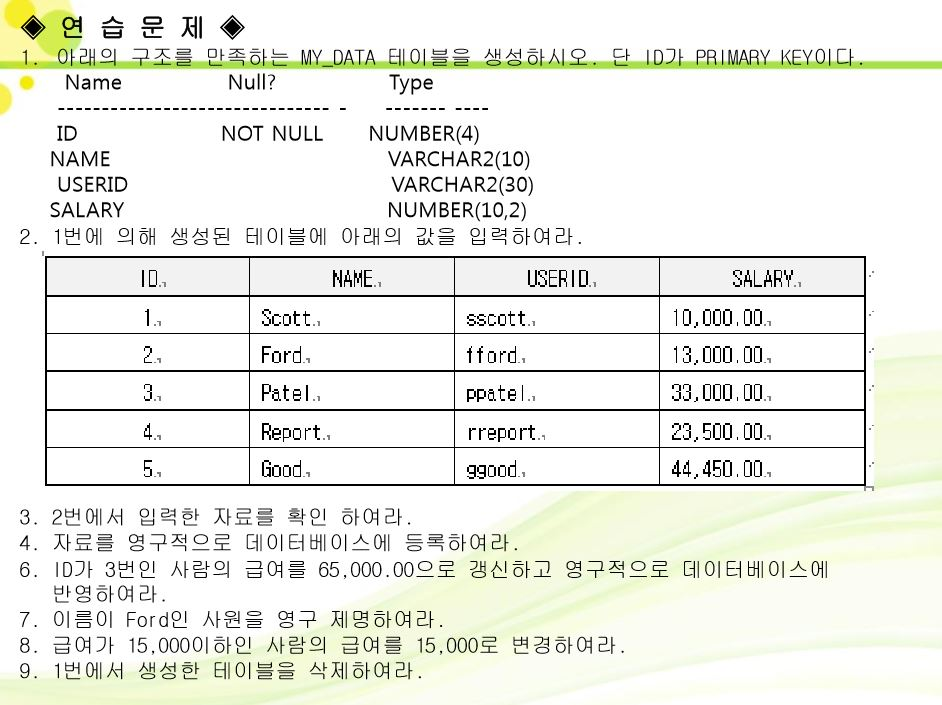 ◈ 연 습 문 제 ◈
1. 아래의 구조를 만족하는 MY_DATA 테이블을 생성하시오. 단 ID가 PRIMARY KEY이다.
Name Null? Type
------------------------------- - ------- ----
ID NOT NULL NUMBER(4)
NAME VARCHAR2(10)
USERID VARCHAR2(30)
SALARY NUMBER(10,2)
2. 1번에 의해 생성된 테이블에 아래의 값을 입력하여라.
ID NAME USERID SALARY
1 Scott sscott 10,000.00
2 Ford fford 13,000.00
3 Patel ppatel 33,000.00
4 Report rreport 23,500.00
5 Good ggood 44,450.00
3. 2번에서 입력한 자료를 확인 하여라.
4. 자료를 영구적으로 데이터베이스에 등록하여라.
6. ID가 3번인 사람의 급여를 65,000.00으로 갱신하고 영구적으로 데이터베이스에
반영하여라.
7. 이름이 Ford인 사원을 영구 제명하여라.
8. 급여가 15,000이하인 사람의 급여를 15,000로 변경하여라.
9. 1번에서 생성한 테이블을 삭제하여라.